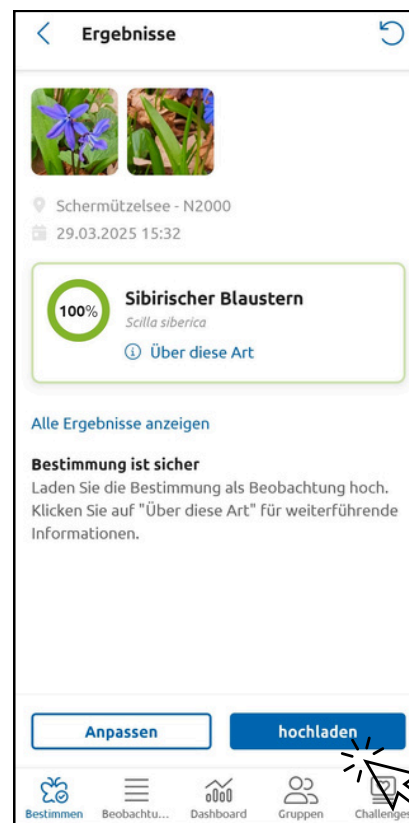 Ergebnisse
Schermützelsee - N2000
29.03.2025 15:32
100%
Sibirischer Blaustern
Scilla siberica
Über diese Art
Alle Ergebnisse anzeigen
Bestimmung ist sicher
Laden Sie die Bestimmung als Beobachtung hoch.
Klicken Sie auf "Über diese Art" für weiterführende
Informationen.
Anpassen
hochladen
Bestimmen
Beobachtu...
Dashboard
Gruppen
Challenges